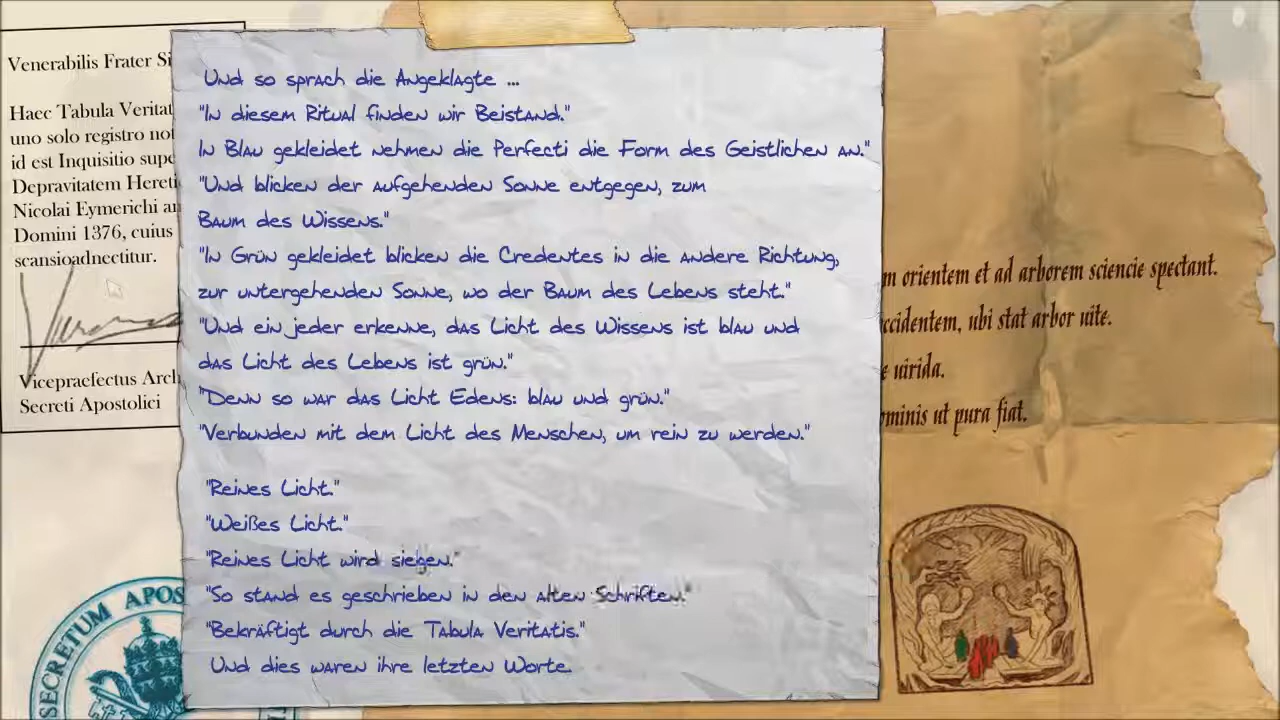 Venerabilis Frater Si
Haec Tabula Veritat
uno solo registro not
id est Inquisitio supe
Depravitatem Hereti
Nicolai Eymerichi an
Domini 1376, cuius
scansioadnectitur.
Vicepraefectus Arch
Secreti Apostolici
SECRETUM APOS
Und so sprach die Angeklagte ...
"In diesem Ritual finden wir Beistand."
In Blau gekleidet nehmen die Perfecti die Form des Geistlichen an."
"Und blicken der aufgehenden Sonne entgegen, zum
Baum des Wissens."
"In Grün gekleidet blicken die Credentes in die andere Richtung,
zur untergehenden Sonne, wo der Baum des Lebens steht."
"Und ein jeder erkenne, das Licht des Wissens ist blau und
das Licht des Lebens ist grün."
"Denn so war das Licht Edens: blau und grün."
"Verbunden mit dem Licht des Menschen, um rein zu werden."
"Reines Licht."
"Weißes Licht."
"Reines Licht wird siegen."
"So stand es geschrieben in den alten Schriften."
"Bekräftigt durch die Tabula Veritatis."
Und dies waren ihre letzten Worte.
m orientem et ad arborem sciencie spectant.
ccidentem, ubi stat arbor uite.
e uirida.
ominis ut pura fiat.